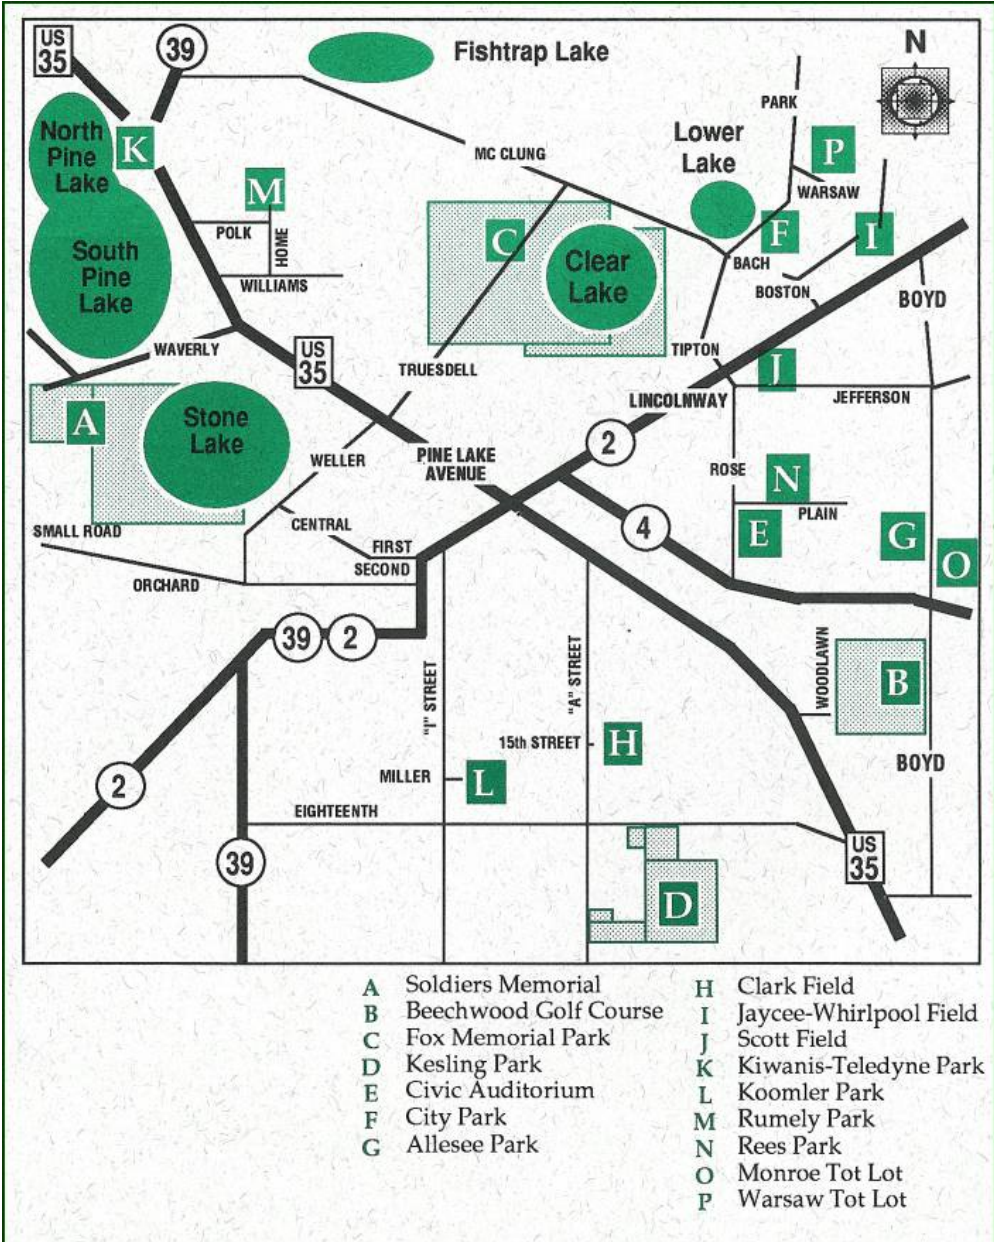 US
35
39
Fishtrap Lake
N
North
Pine
Lake
K
PARK
Lower
Lake
P
MC CLUNG
M
WARSAW
POLK
HOME
C
F
I
South
Pine
Lake
WILLIAMS
Clear
Lake
BACH
BOSTON
BOYD
WAVERLY
US
35
TRUESDELL
TIPTON
J
LINCOLNWAY
JEFFERSON
A
Stone
Lake
2
WELLER
PINE LAKE
AVENUE
ROSE
N
PLAIN
SMALL ROAD
CENTRAL
4
E
G
FIRST
SECOND
O
ORCHARD
39
2
"I" STREET
"A" STREET
WOODLAWN
B
15th STREET
H
2
MILLER
L
BOYD
EIGHTEENTH
39
US
35
D
A Soldiers Memorial
B Beechwood Golf Course
C Fox Memorial Park
D Kesling Park
E Civic Auditorium
F City Park
G Allesee Park
H Clark Field
I Jaycee-Whirlpool Field
J Scott Field
K Kiwanis-Teledyne Park
L Koomler Park
M Rumely Park
N Rees Park
O Monroe Tot Lot
P Warsaw Tot Lot